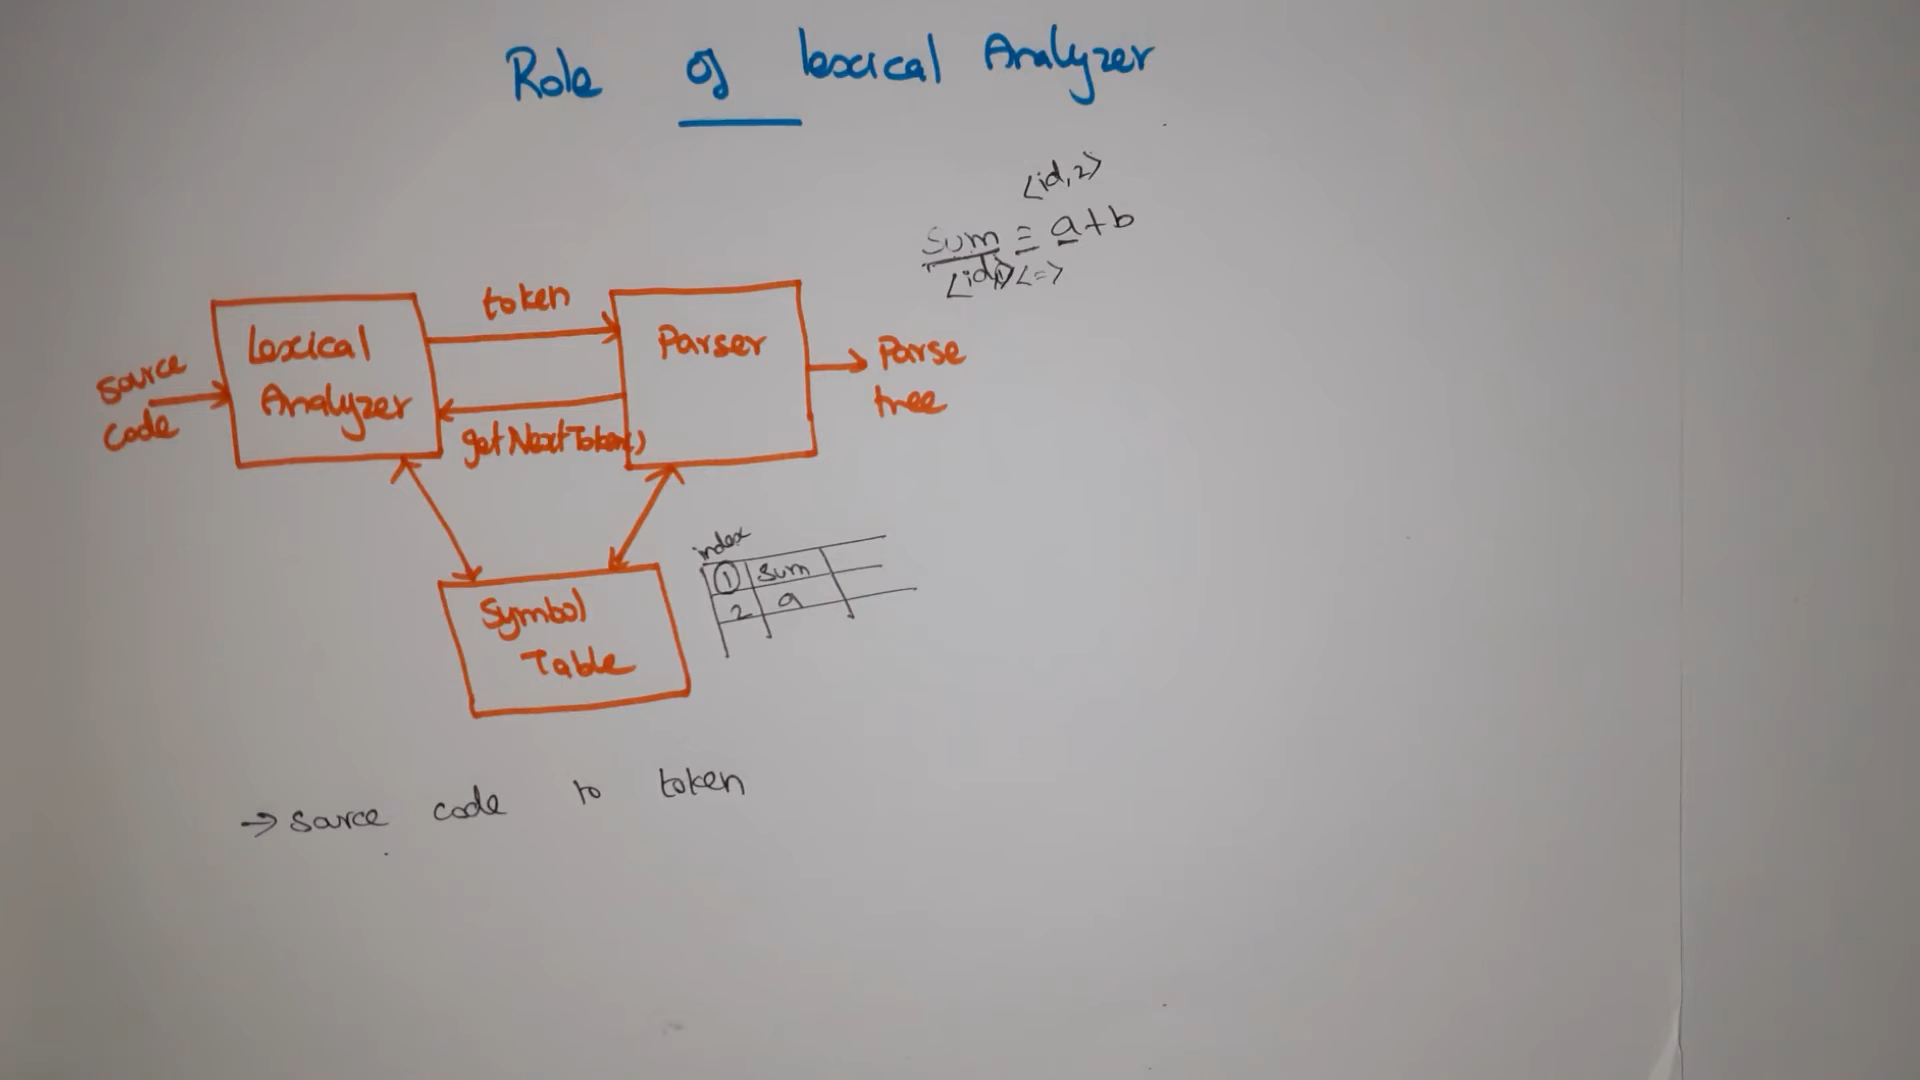 Role of lexical Analyzer
<id,2>
sum = a+b
<id,1> <=>
token
Lexical
Analyzer
Parser
source
code
Parse
tree
getNextToken()
index
1 sum
2 a
Symbol
Table
→ source code to token